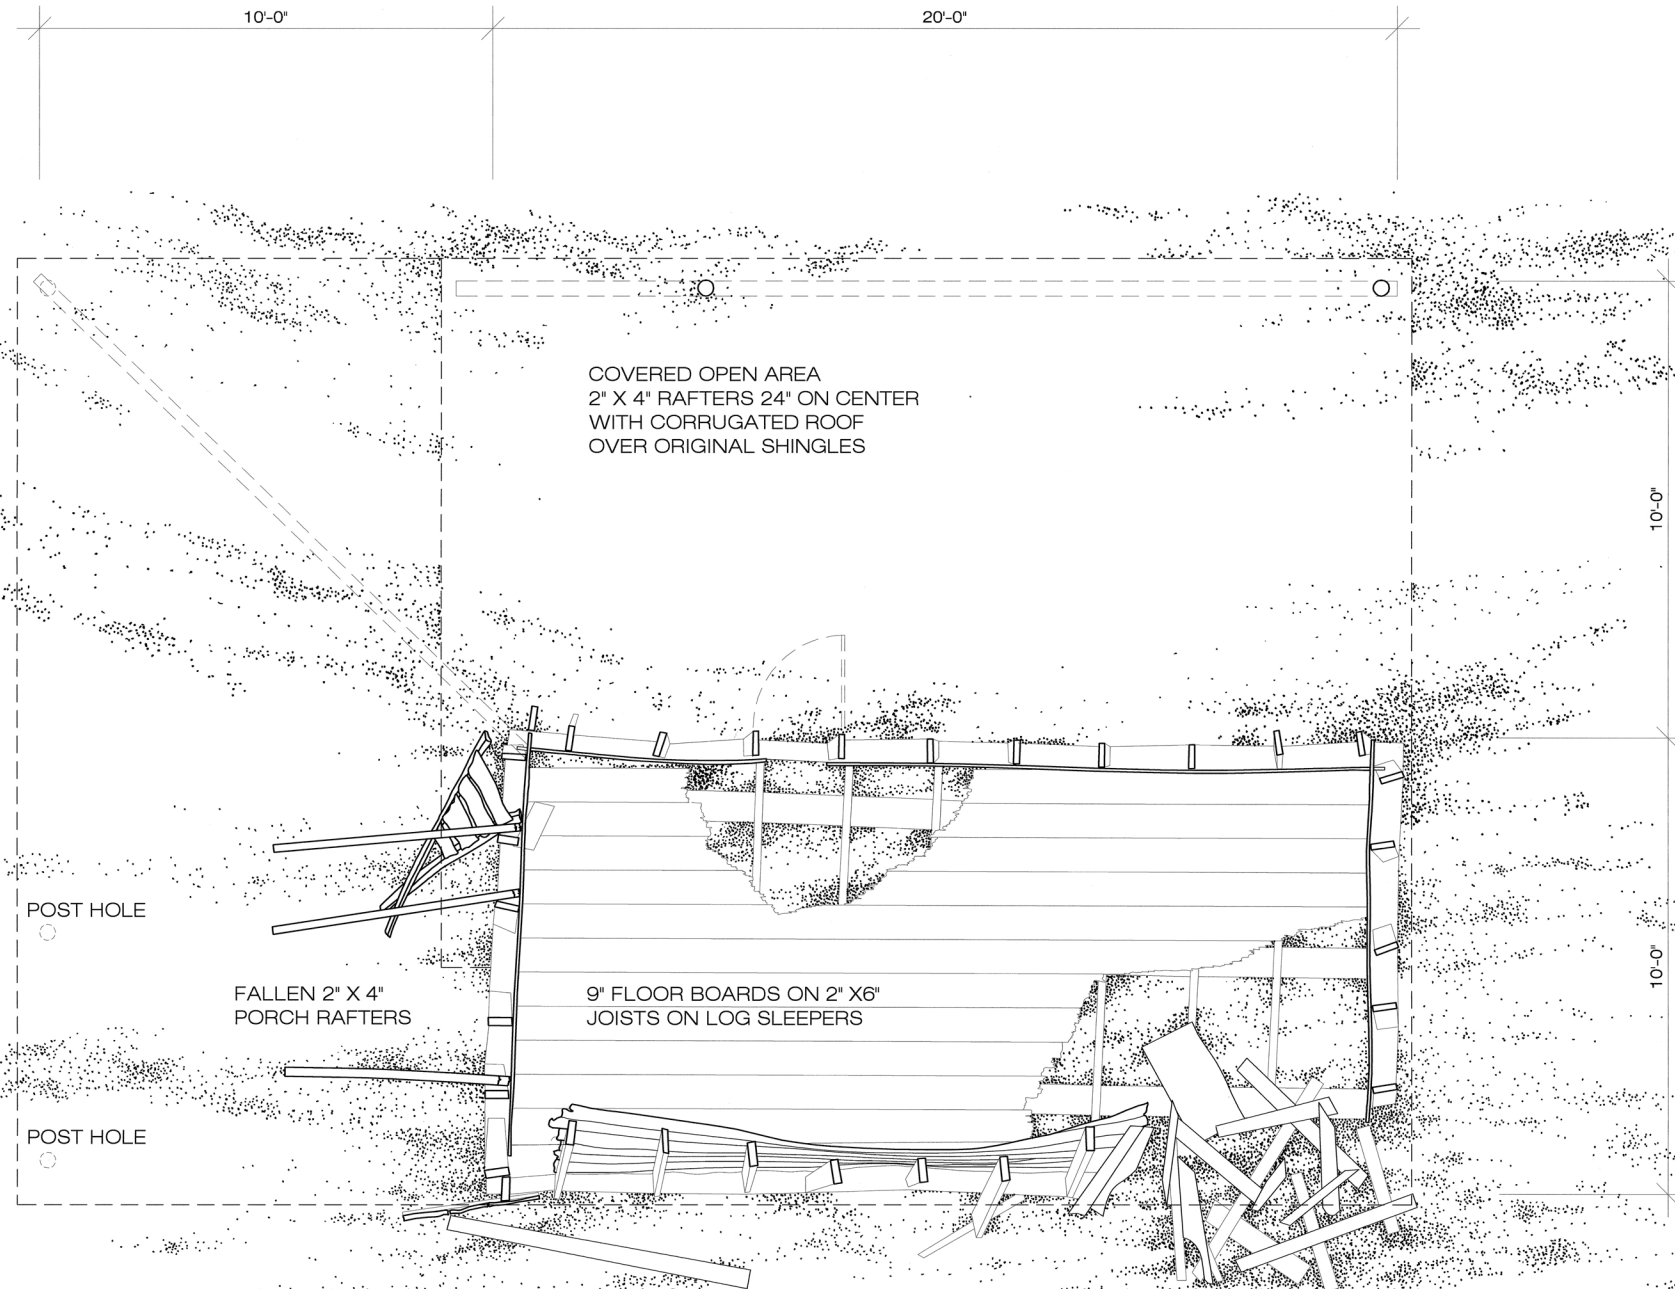 10'-0"
20'-0"
COVERED OPEN AREA
2" X 4" RAFTERS 24" ON CENTER
WITH CORRUGATED ROOF
OVER ORIGINAL SHINGLES
10'-0"
POST HOLE
FALLEN 2" X 4"
PORCH RAFTERS
9" FLOOR BOARDS ON 2" X6"
JOISTS ON LOG SLEEPERS
10'-0"
POST HOLE